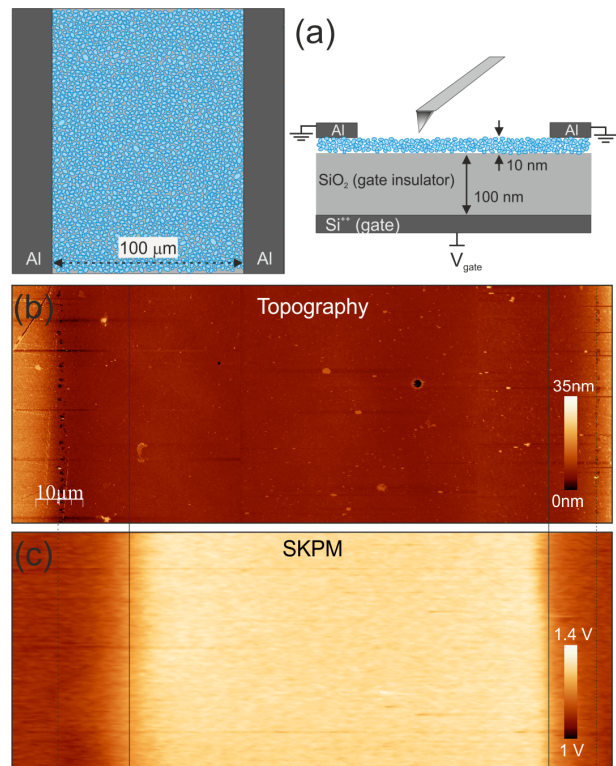 (a)
Al
100 µm
Al
Al
Al
10 nm
SiO₂ (gate insulator)
100 nm
Si⁺⁺ (gate)
V_gate
(b)
Topography
35nm
0nm
10µm
(c)
SKPM
1.4 V
1 V